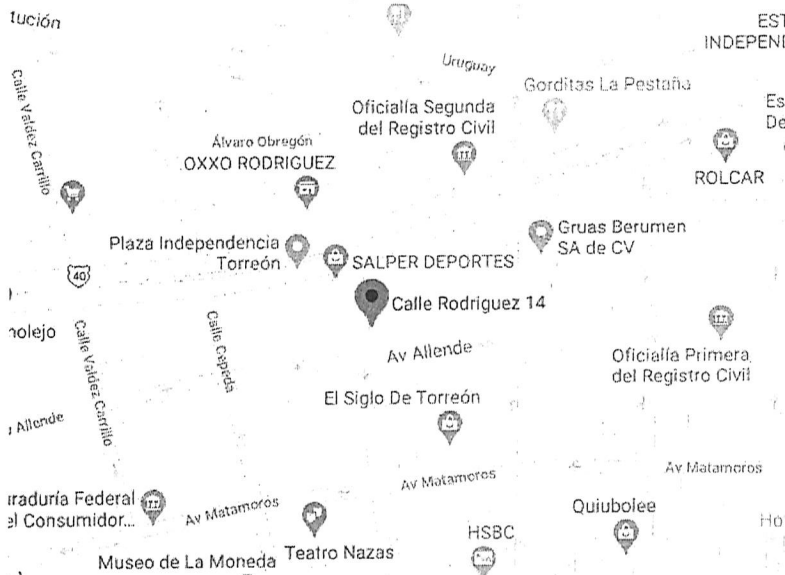 tución
EST
INDEPEND
Uruguay
Gorditas La Pestaña
Calle Valdez Carrillo
Oficialía Segunda
del Registro Civil
Es
De
Álvaro Obregón
OXXO RODRIGUEZ
ROLCAR
Plaza Independencia
Torreón
Gruas Berumen
SA de CV
SALPER DEPORTES
40
Calle Rodriguez 14
nolejo
Calle Valdez Carrillo
Calle Cepeda
Av Allende
Oficialía Primera
del Registro Civil
El Siglo De Torreón
Allende
Av Matamoros
Av Matamoros
uraduría Federal
el Consumidor...
Av Matamoros
Quiubolee
Ho
HSBC
Museo de La Moneda
Teatro Nazas